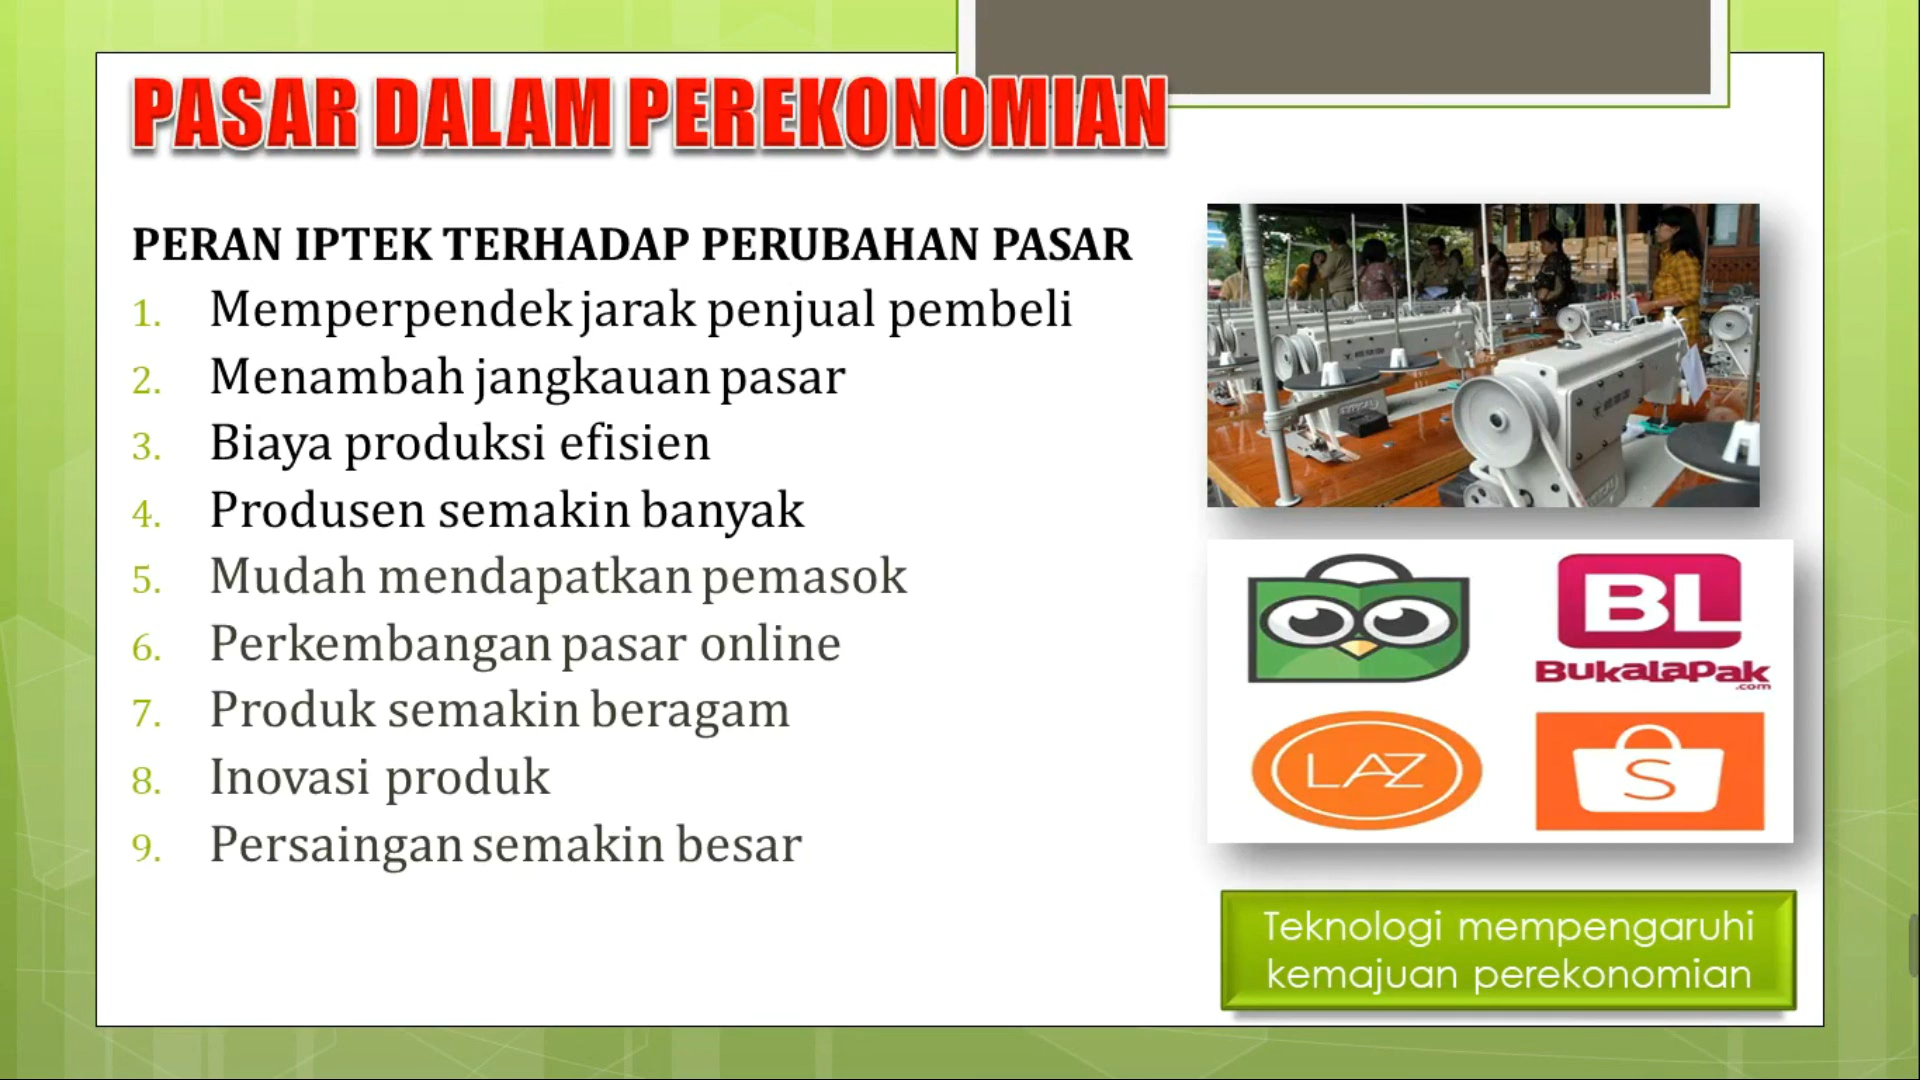 PASAR DALAM PEREKONOMIAN
PERAN IPTEK TERHADAP PERUBAHAN PASAR
1. Memperpendek jarak penjual pembeli
2. Menambah jangkauan pasar
3. Biaya produksi efisien
4. Produsen semakin banyak
5. Mudah mendapatkan pemasok
6. Perkembangan pasar online
7. Produk semakin beragam
8. Inovasi produk
9. Persaingan semakin besar
BL
BukaLaPak
.com
LAZ
S
Teknologi mempengaruhi
kemajuan perekonomian